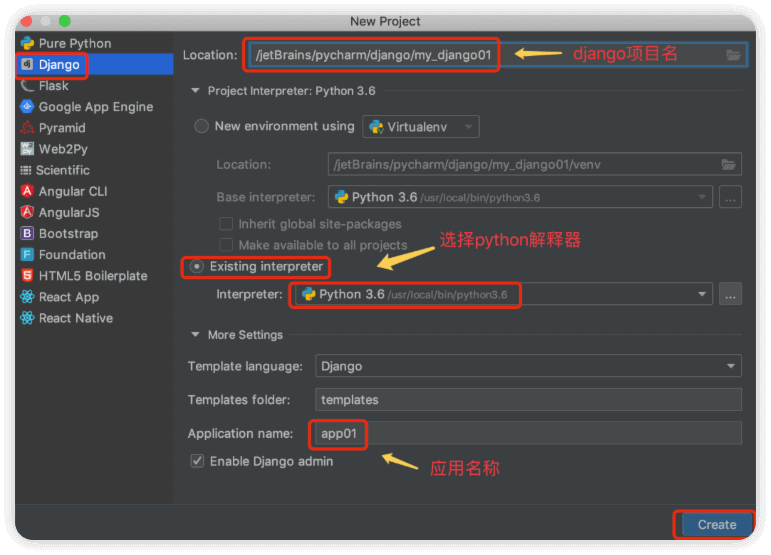 New Project
Pure Python
Django
Flask
Google App Engine
Pyramid
Web2Py
Scientific
Angular CLI
AngularJS
Bootstrap
Foundation
HTML5 Boilerplate
React App
React Native
Location: /jetBrains/pycharm/django/my_django01 django项目名
Project Interpreter: Python 3.6
New environment using Virtualenv
Location: /jetBrains/pycharm/django/my_django01/venv
Base interpreter: Python 3.6 /usr/local/bin/python3.6 ...
Inherit global site-packages
Make available to all projects
选择python解释器
Existing interpreter
Interpreter: Python 3.6 /usr/local/bin/python3.6 ...
More Settings
Template language: Django
Templates folder: templates
Application name: app01
Enable Django admin
应用名称
Create